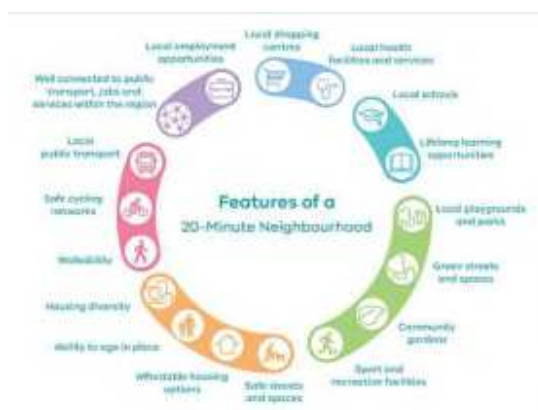 Features of a
20-Minute Neighbourhood
Local shopping
centres
Local health
facilities and services
Local schools
Lifelong learning
opportunities
Local playgrounds
and parks
Green streets
and spaces
Community
gardens
Sport and
recreation facilities
Safe streets
and spaces
Affordable housing
options
Ability to age in place
Housing diversity
Walkability
Safe cycling
networks
Local
public transport
Well connected to public
transport, jobs and
services within the region
Local employment
opportunities